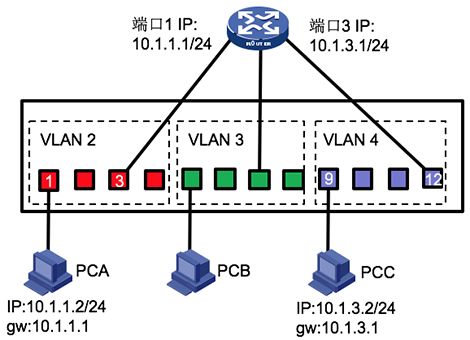 端口1 IP:
10.1.1.1/24
端口3 IP:
10.1.3.1/24
ROUTER
VLAN 2
VLAN 3
VLAN 4
1
3
9
12
PCA
PCB
PCC
IP:10.1.1.2/24
gw:10.1.1.1
IP:10.1.3.2/24
gw:10.1.3.1